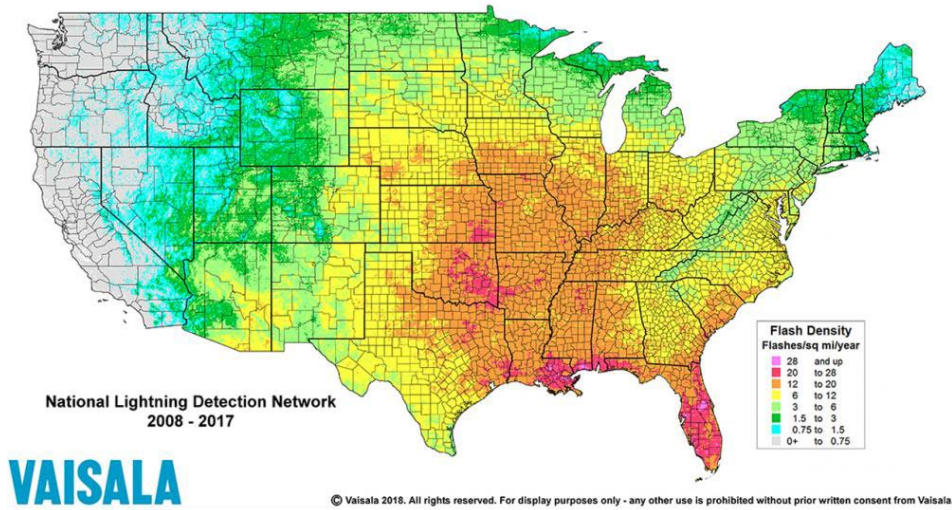 Flash Density
Flashes/sq mi/year
28 and up
20 to 28
12 to 20
6 to 12
3 to 6
1.5 to 3
0.75 to 1.5
0+ to 0.75
National Lightning Detection Network
2008 - 2017
VAISALA
© Vaisala 2018. All rights reserved. For display purposes only - any other use is prohibited without prior written consent from Vaisala.